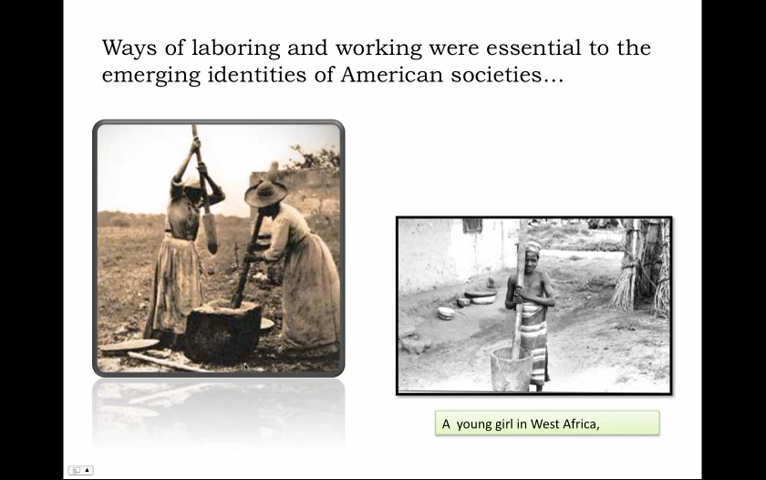 Ways of laboring and working were essential to the
emerging identities of American societies…
A  young girl in West Africa,